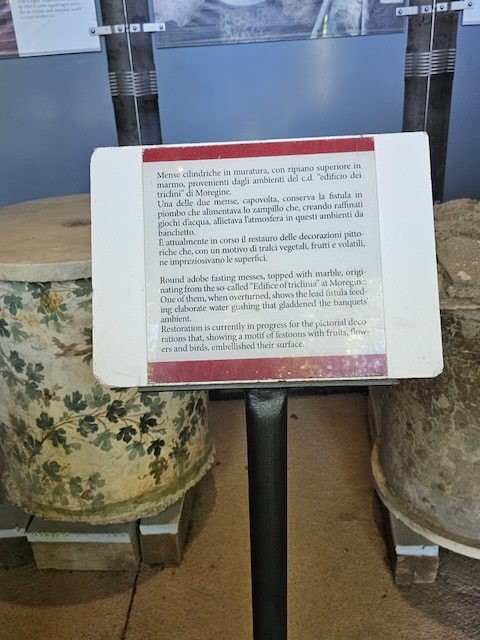 Mense cilindriche in muratura, con ripiano superiore in
marmo, provenienti dagli ambienti del c.d. "edificio dei
triclini" di Moregine.
Una delle due mense, capovolta, conserva la fistula in
piombo che alimentava lo zampillo che, creando raffinati
giochi d'acqua, allietava l'atmosfera in questi ambienti da
banchetto.
È attualmente in corso il restauro delle decorazioni pitto-
riche che, con un motivo di tralci vegetali, frutti e volatili,
ne impreziosivano le superfici.
Round adobe fasting messes, topped with marble, origi-
nating from the so-called "Edifice of triclinia" at Moregine.
One of them, when overturned, shows the lead fistula feed-
ing elaborate water gushing that gladdened the banquets'
ambient.
Restoration is currently in progress for the pictorial deco
rations that, showing a motif of festoons with fruits, flow-
ers and birds, embellished their surface.